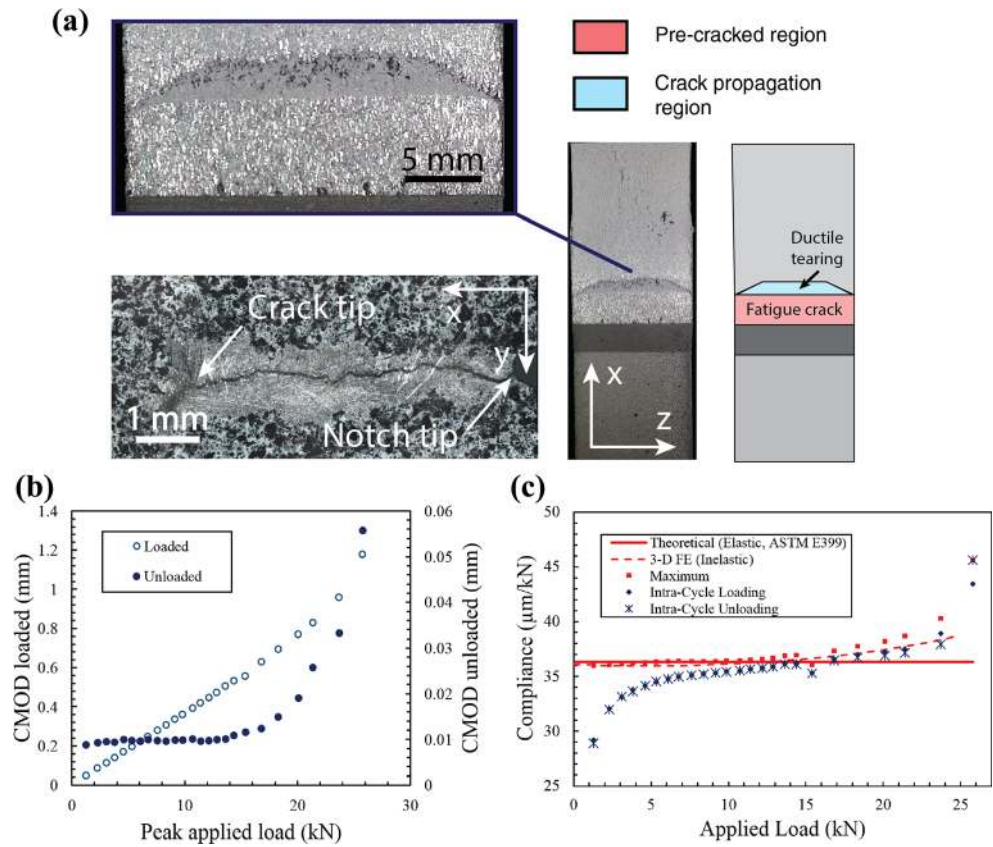 (a)
Pre-cracked region
Crack propagation
region
5 mm
Ductile
tearing
Fatigue crack
Crack tip
x
y
1 mm
Notch tip
x
z
(b)
1.4
1.2
1
0.8
0.6
0.4
0.2
0
CMOD loaded (mm)
Loaded
Unloaded
0.06
0.05
0.04
0.03
0.02
0.01
0
CMOD unloaded (mm)
0
10
20
30
Peak applied load (kN)
(c)
50
45
40
35
30
25
Compliance (μm/kN)
Theoretical (Elastic, ASTM E399)
3-D FE (Inelastic)
Maximum
Intra-Cycle Loading
Intra-Cycle Unloading
0
5
10
15
20
25
Applied Load (kN)